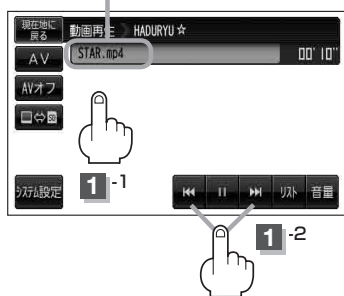 現在地に
戻る
動画再生 HADURYU☆
AV
STAR.mp4
00'10"
AVオフ
SD
1-1
システム設定
リスト
音量
1-2